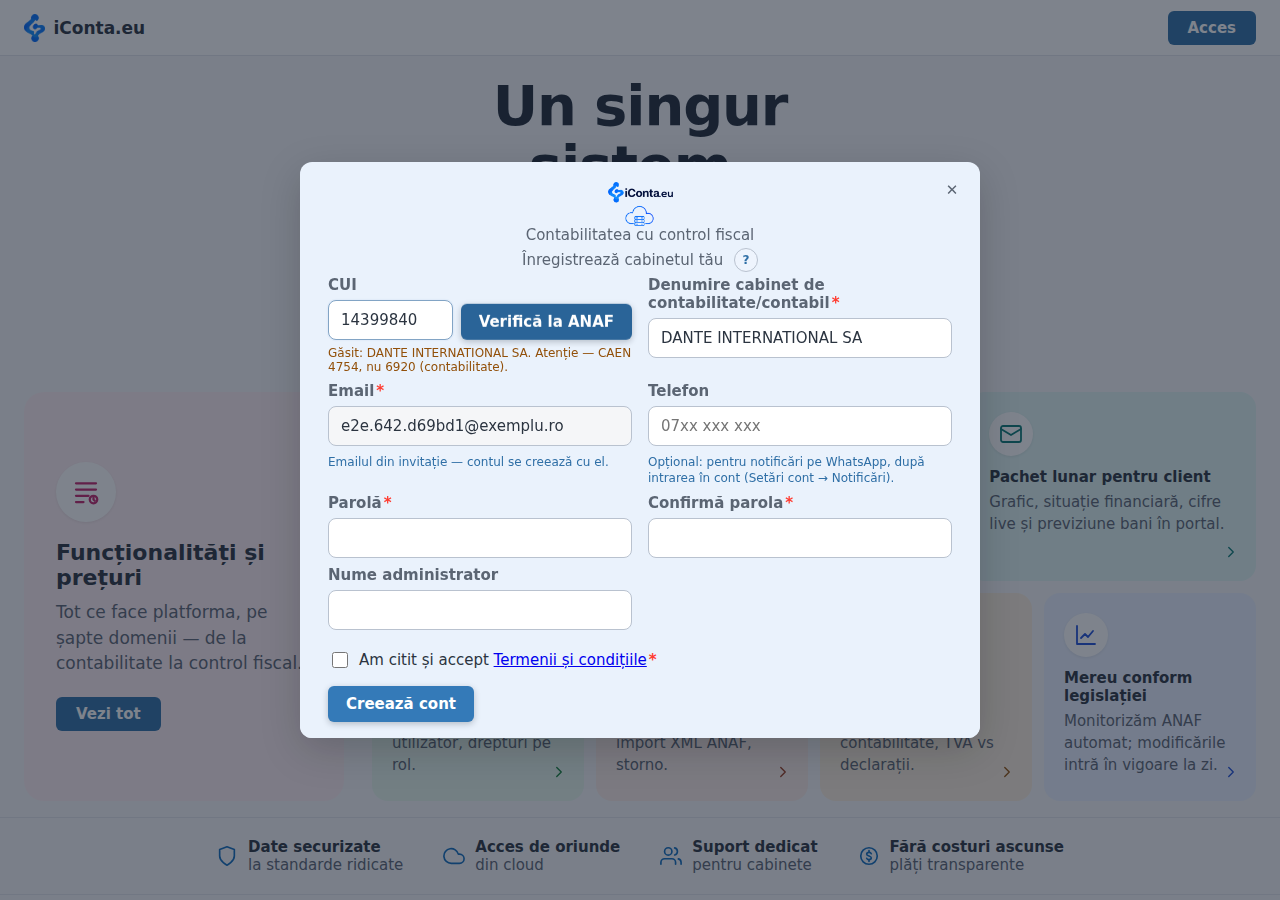 iConta.eu
Acces
Un singur
sistem
iConta.eu
✕
Contabilitatea cu control fiscal
Înregistrează cabinetul tău ?
CUI
14399840
Verifică la ANAF
Găsit: DANTE INTERNATIONAL SA. Atenție — CAEN
4754, nu 6920 (contabilitate).
Denumire cabinet de
contabilitate/contabil*
DANTE INTERNATIONAL SA
Email*
e2e.642.d69bd1@exemplu.ro
Emailul din invitație — contul se creează cu el.
Telefon
07xx xxx xxx
Opțional: pentru notificări pe WhatsApp, după
intrarea în cont (Setări cont → Notificări).
Parolă*
Confirmă parola*
Nume administrator
Am citit și accept Termenii și condițiile*
Creează cont
Funcționalități și
prețuri
Tot ce face platforma, pe
șapte domenii — de la
contabilitate la control fiscal.
Vezi tot
Pachet lunar pentru client
Grafic, situație financiară, cifre
live și previziune bani în portal.
utilizator, drepturi pe
rol.
import XML ANAF,
storno.
contabilitate, TVA vs
declarații.
Mereu conform
legislației
Monitorizăm ANAF
automat; modificările
intră în vigoare la zi.
Date securizate
la standarde ridicate
Acces de oriunde
din cloud
Suport dedicat
pentru cabinete
Fără costuri ascunse
plăți transparente